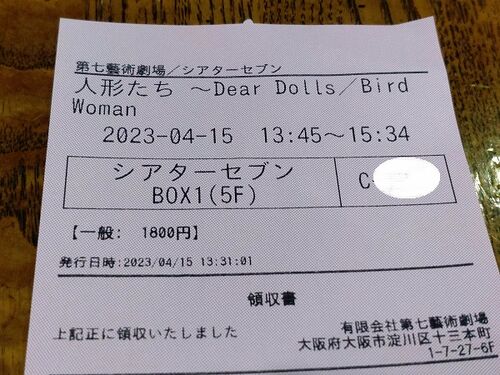 第七藝術劇場/シアターセブン
人形たち ～Dear Dolls/Bird
Woman
2023-04-15 13:45～15:34
シアターセブン
BOX1(5F)
C-
【一般: 1800円】
発行日時:2023/04/15 13:31:01
領収書
上記正に領収いたしました
有限会社第七藝術劇場
大阪府大阪市淀川区十三本町
1-7-27-6F